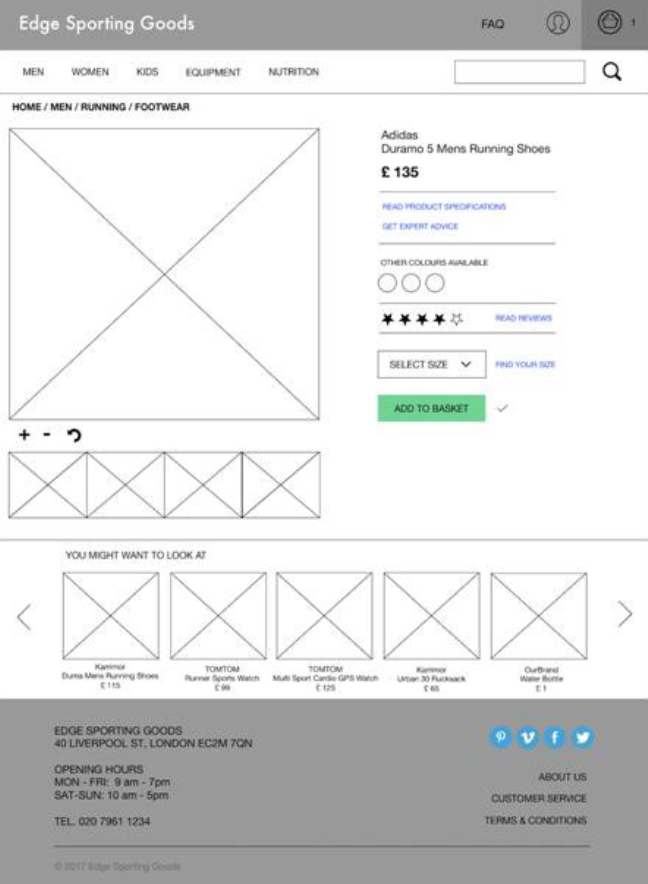 Edge Sporting Goods
FAQ
1
MEN WOMEN KIDS EQUIPMENT NUTRITION
HOME / MEN / RUNNING / FOOTWEAR
Adidas
Duramo 5 Mens Running Shoes
£ 135
READ PRODUCT SPECIFICATIONS
GET EXPERT ADVICE
OTHER COLOURS AVAILABLE
READ REVIEWS
SELECT SIZE
FIND YOUR SIZE
ADD TO BASKET
YOU MIGHT WANT TO LOOK AT
Karrimor
Duma Mens Running Shoes
£ 115
TOMTOM
Runner Sports Watch
£ 99
TOMTOM
Multi Sport Cardio GPS Watch
£ 125
Karrimor
Urban 30 Rucksack
£ 65
OurBrand
Water Bottle
£ 1
EDGE SPORTING GOODS
40 LIVERPOOL ST, LONDON EC2M 7QN
OPENING HOURS
MON - FRI: 9 am - 7pm
SAT-SUN: 10 am - 5pm
TEL. 020 7961 1234
ABOUT US
CUSTOMER SERVICE
TERMS & CONDITIONS
© 2017 Edge Sporting Goods